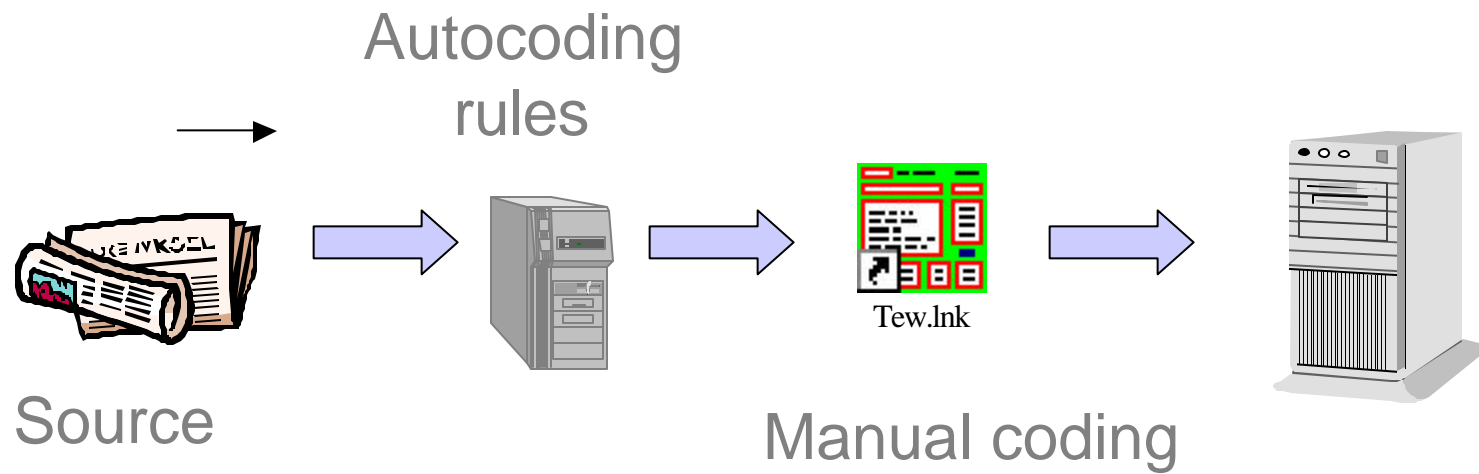 Autocoding
rules
Tew.lnk
Source
Manual coding